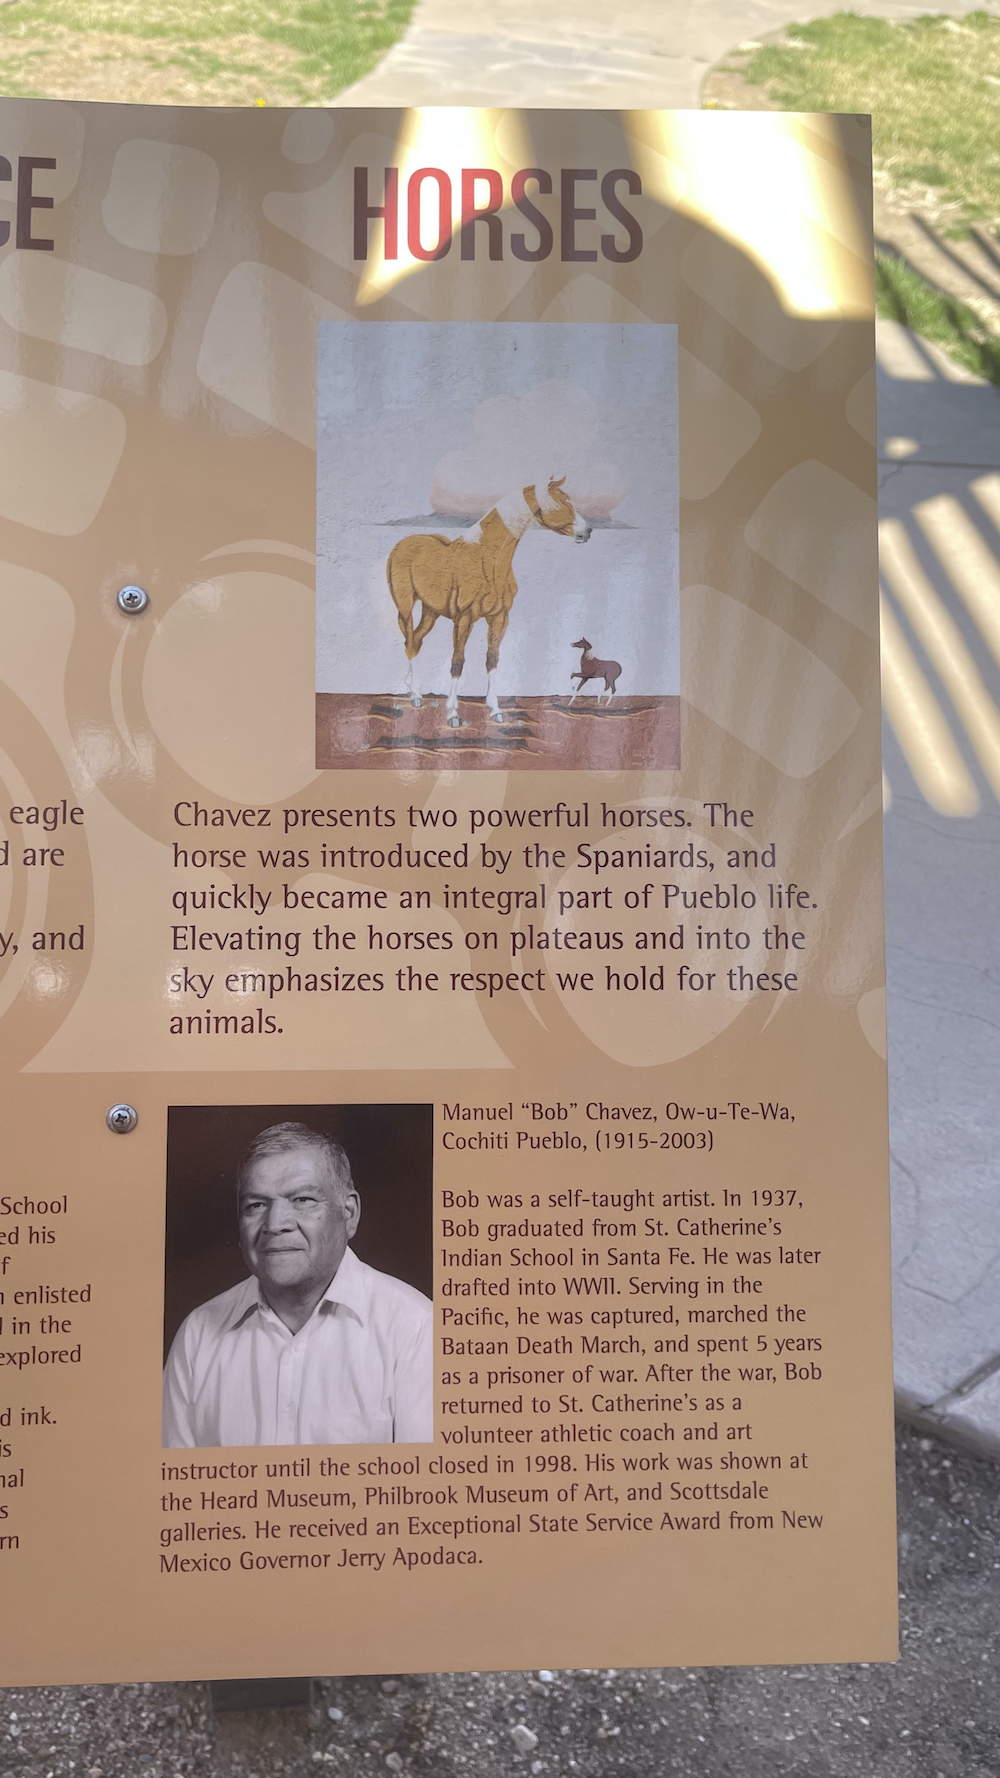 CE
HORSES
eagle
d are
y, and
Chavez presents two powerful horses. The
horse was introduced by the Spaniards, and
quickly became an integral part of Pueblo life.
Elevating the horses on plateaus and into the
sky emphasizes the respect we hold for these
animals.
School
ed his
f
n enlisted
l in the
explored
d ink.
is
nal
s
rn
Manuel “Bob” Chavez, Ow-u-Te-Wa,
Cochiti Pueblo, (1915-2003)
Bob was a self-taught artist. In 1937,
Bob graduated from St. Catherine’s
Indian School in Santa Fe. He was later
drafted into WWII. Serving in the
Pacific, he was captured, marched the
Bataan Death March, and spent 5 years
as a prisoner of war. After the war, Bob
returned to St. Catherine’s as a
volunteer athletic coach and art
instructor until the school closed in 1998. His work was shown at
the Heard Museum, Philbrook Museum of Art, and Scottsdale
galleries. He received an Exceptional State Service Award from New
Mexico Governor Jerry Apodaca.